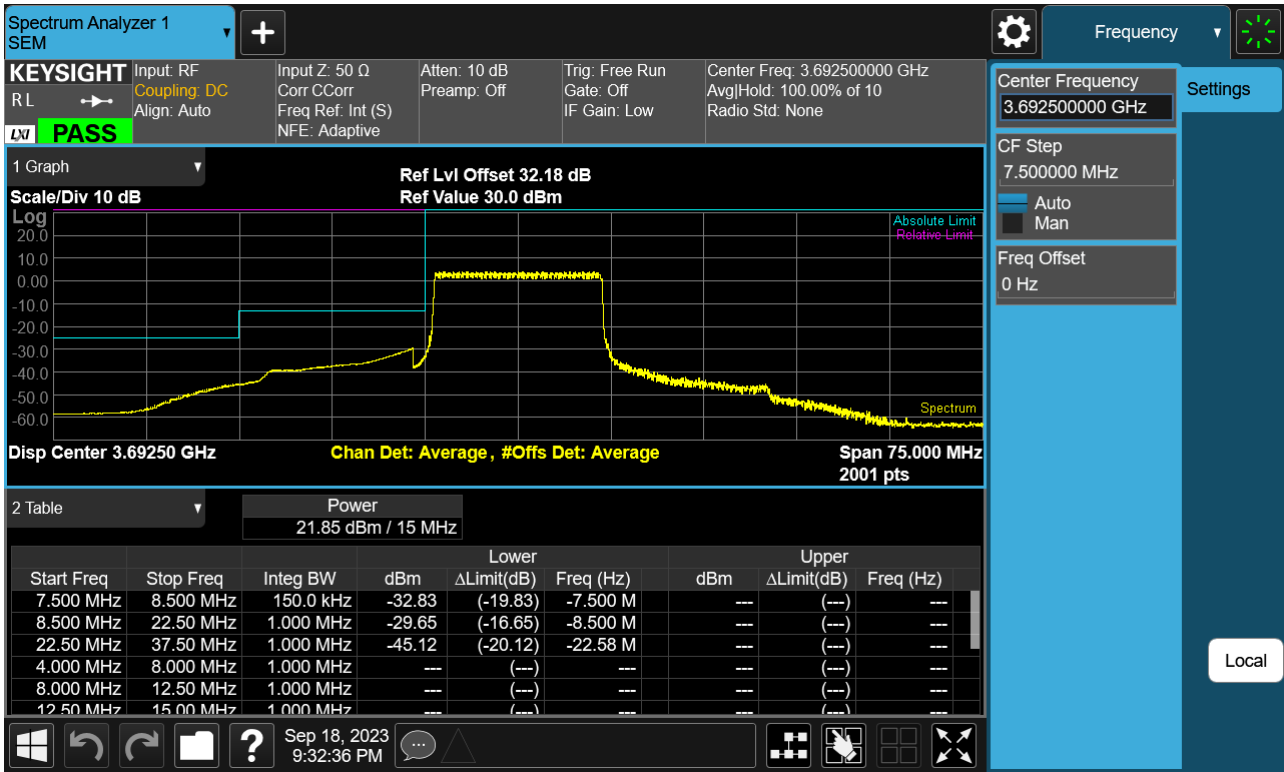 Spectrum Analyzer 1
SEM
Frequency
KEYSIGHT
RL
LXI
PASS
Input: RF
Coupling: DC
Align: Auto
Input Z: 50 Ω
Corr CCorr
Freq Ref: Int (S)
NFE: Adaptive
Atten: 10 dB
Preamp: Off
Trig: Free Run
Gate: Off
IF Gain: Low
Center Freq: 3.692500000 GHz
Avg|Hold: 100.00% of 10
Radio Std: None
Center Frequency
3.692500000 GHz
Settings
CF Step
7.500000 MHz
Auto
Man
Freq Offset
0 Hz
1 Graph
Scale/Div 10 dB
Ref Lvl Offset 32.18 dB
Ref Value 30.0 dBm
Log
Absolute Limit
Relative Limit
20.0
10.0
0.00
-10.0
-20.0
-30.0
-40.0
-50.0
-60.0
Spectrum
Disp Center 3.69250 GHz
Chan Det: Average , #Offs Det: Average
Span 75.000 MHz
2001 pts
2 Table
Power
21.85 dBm / 15 MHz
Lower Upper
Start Freq Stop Freq Integ BW dBm ΔLimit(dB) Freq (Hz) dBm ΔLimit(dB) Freq (Hz)
7.500 MHz 8.500 MHz 150.0 kHz -32.83 (-19.83) -7.500 M --- (---) ---
8.500 MHz 22.50 MHz 1.000 MHz -29.65 (-16.65) -8.500 M --- (---) ---
22.50 MHz 37.50 MHz 1.000 MHz -45.12 (-20.12) -22.58 M --- (---) ---
4.000 MHz 8.000 MHz 1.000 MHz --- (---) --- --- (---) ---
8.000 MHz 12.50 MHz 1.000 MHz --- (---) --- --- (---) ---
12.50 MHz 15.00 MHz 1.000 MHz --- (---) --- --- (---) ---
Local
?
Sep 18, 2023
9:32:36 PM